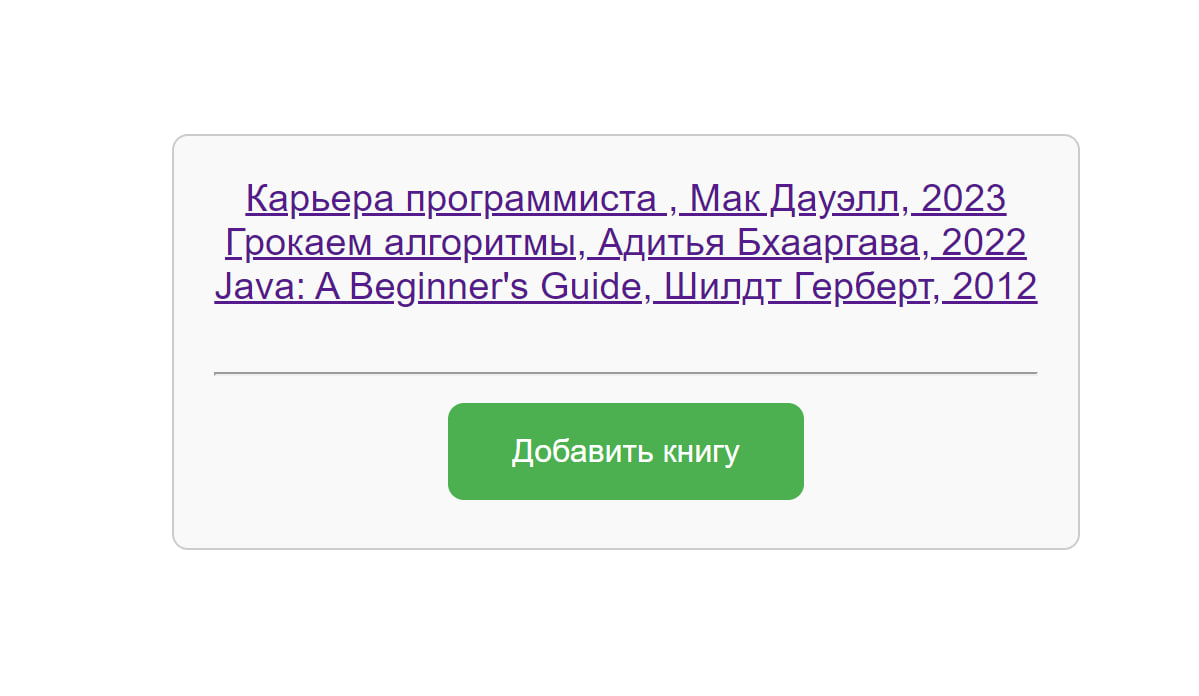 Карьера программиста , Мак Дауэлл, 2023
Грокаем алгоритмы, Адитья Бхааргава, 2022
Java: A Beginner's Guide, Шилдт Герберт, 2012
Добавить книгу